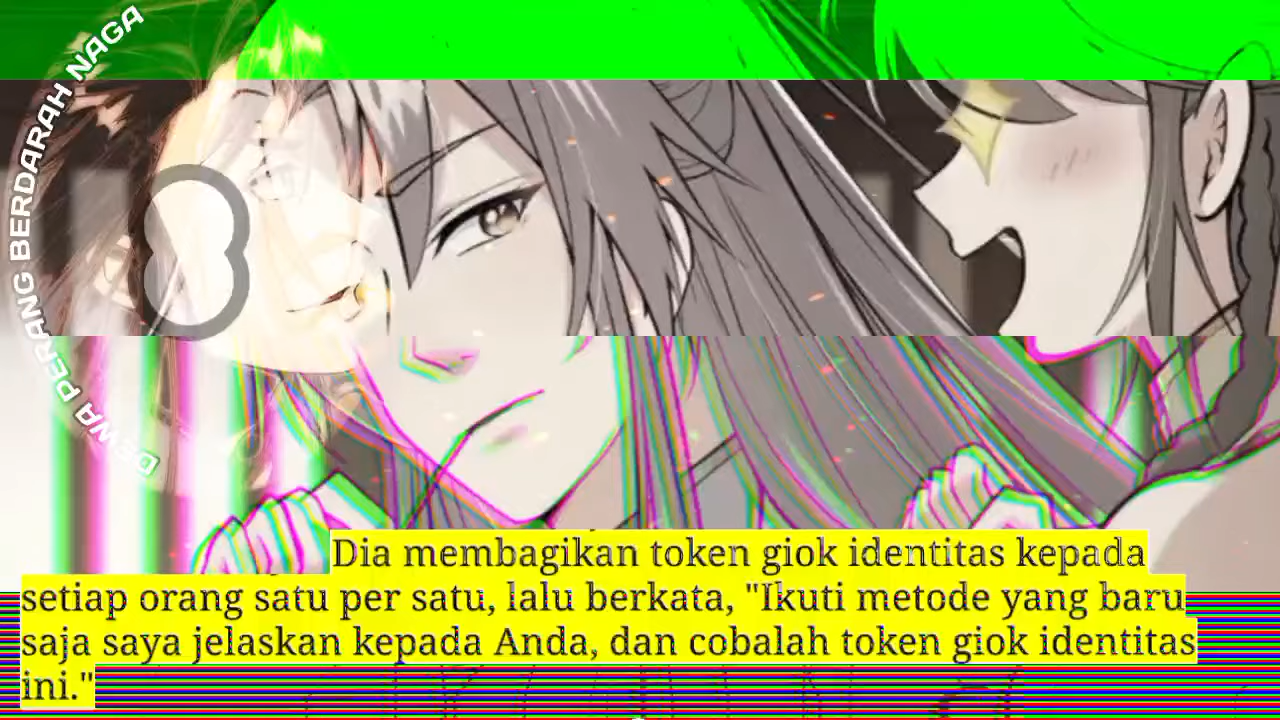 DEWA PERANG BERDARAH NAGA
Dia membagikan token giok identitas kepada
setiap orang satu per satu, lalu berkata, "Ikuti metode yang baru
saja saya jelaskan kepada Anda, dan cobalah token giok identitas
ini."